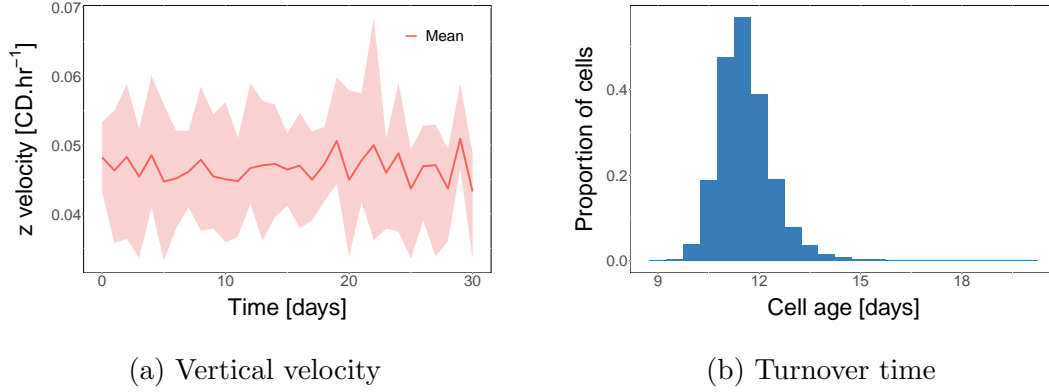 0.07
0.06
0.05
0.04
z velocity [CD.hr⁻¹]
Mean
0
10
20
30
Time [days]
(a) Vertical velocity
0.4
0.2
0.0
Proportion of cells
9
12
15
18
Cell age [days]
(b) Turnover time